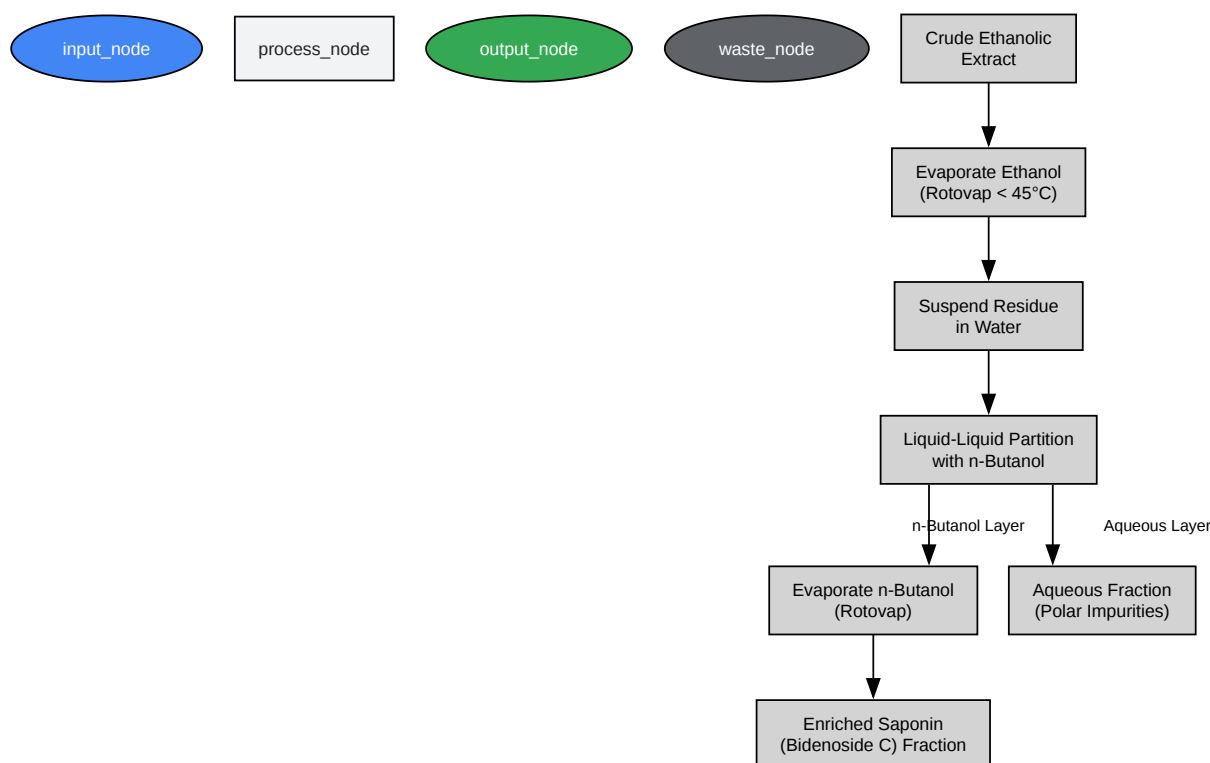 input_node
process_node
output_node
waste_node
Crude Ethanolic
Extract
Evaporate Ethanol
(Rotovap < 45°C)
Suspend Residue
in Water
Liquid-Liquid Partition
with n-Butanol
n-Butanol Layer
Aqueous Layer
Evaporate n-Butanol
(Rotovap)
Aqueous Fraction
(Polar Impurities)
Enriched Saponin
(Bidenoside C) Fraction